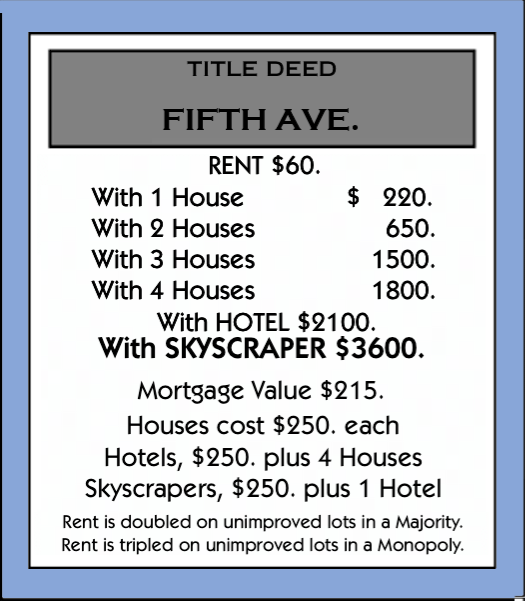 TITLE DEED
FIFTH AVE.
RENT $60.
With 1 House $ 220.
With 2 Houses 650.
With 3 Houses 1500.
With 4 Houses 1800.
With HOTEL $2100.
With SKYSCRAPER $3600.
Mortgage Value $215.
Houses cost $250. each
Hotels, $250. plus 4 Houses
Skyscrapers, $250. plus 1 Hotel
Rent is doubled on unimproved lots in a Majority.
Rent is tripled on unimproved lots in a Monopoly.